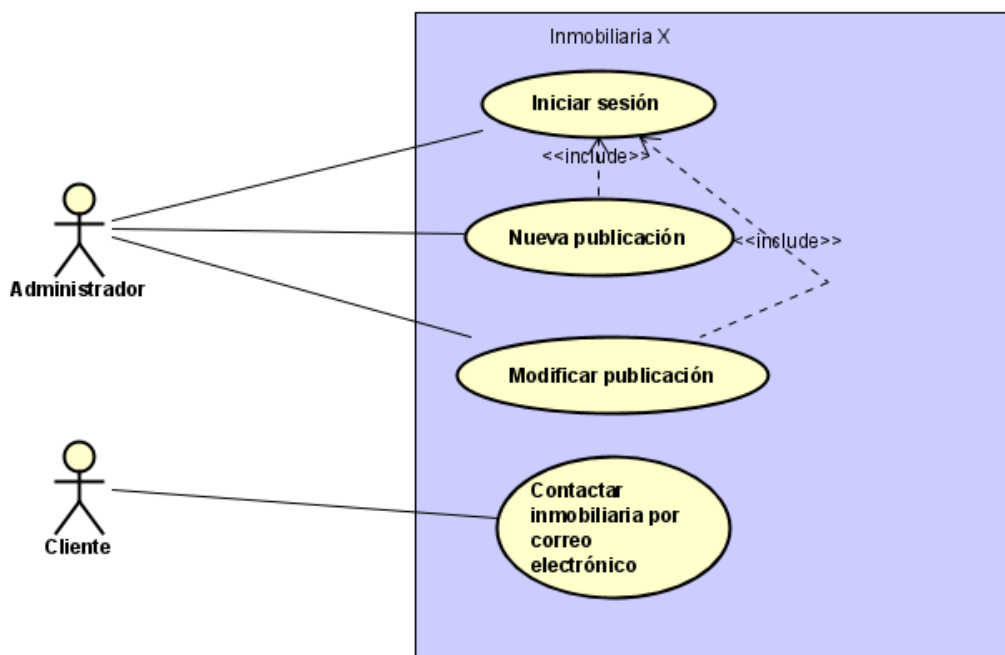 Inmobiliaria X
Iniciar sesión
<<include>>
Nueva publicación
<<include>>
Administrador
Modificar publicación
Contactar
inmobiliaria por
correo
electrónico
Cliente